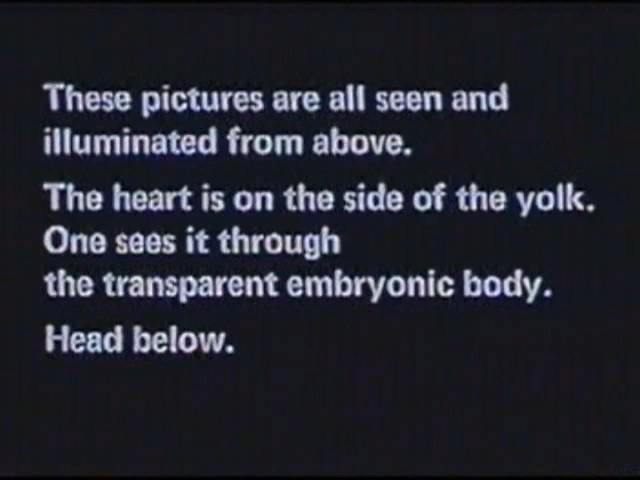 These pictures are all seen and
illuminated from above.
The heart is on the side of the yolk.
One sees it through
the transparent embryonic body.
Head below.